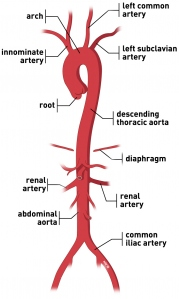 left common
artery
arch
innominate
artery
left subclavian
artery
root
descending
thoracic aorta
diaphragm
renal
artery
renal
artery
abdominal
aorta
common
iliac artery